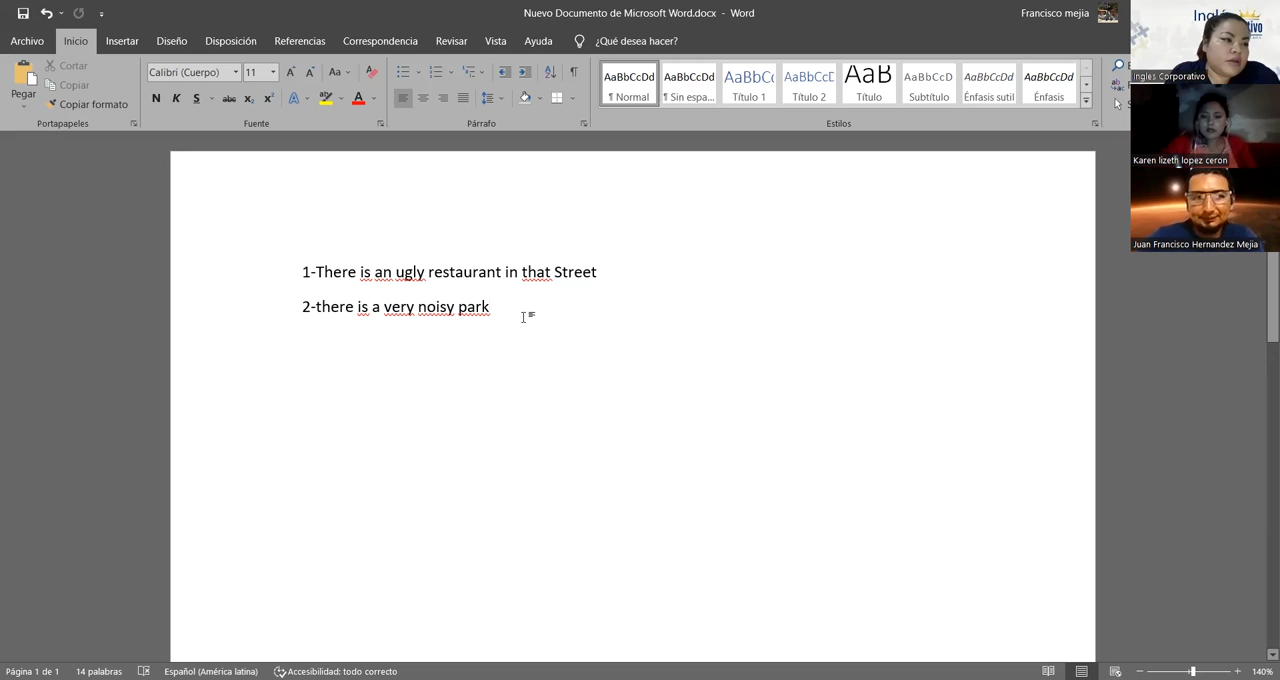 Nuevo Documento de Microsoft Word.docx - Word
Francisco mejia
Archivo Inicio Insertar Diseño Disposición Referencias Correspondencia Revisar Vista Ayuda ¿Qué desea hacer?
Pegar
Cortar
Copiar
Copiar formato
Portapapeles
Calibri (Cuerpo) 11
N K S abc x₂ x²
Fuente
Párrafo
AaBbCcDd AaBbCcDd AaBbCc AaBbCcD AaB AaBbCcD AaBbCcDd AaBbCcDd
¶ Normal ¶ Sin espa... Título 1 Título 2 Título Subtítulo Énfasis sutil Énfasis
Estilos
Ingles Corporativo
Karen lizeth lopez ceron
Juan Francisco Hernandez Mejia
1-There is an ugly restaurant in that Street
2-there is a very noisy park
Página 1 de 1 14 palabras Español (América latina) Accesibilidad: todo correcto 140%